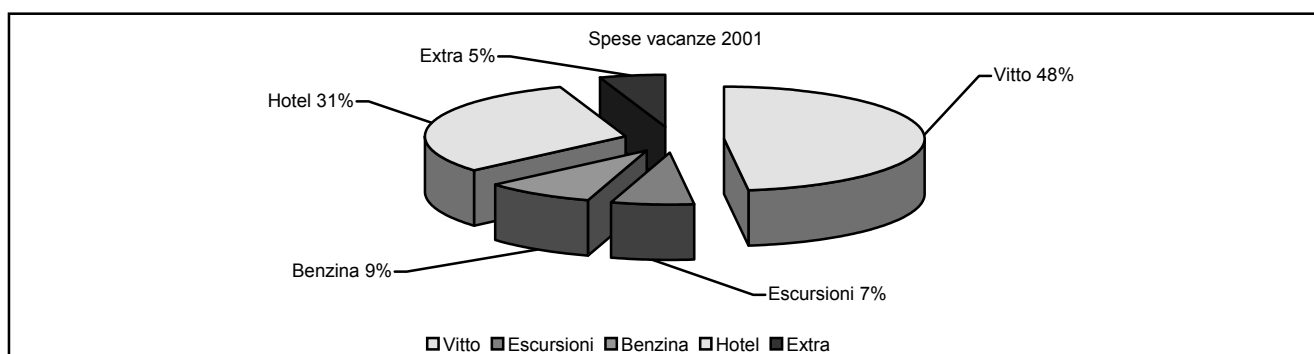 Spese vacanze 2001
Extra 5%
Vitto 48%
Hotel 31%
Benzina 9%
Escursioni 7%
Vitto Escursioni Benzina Hotel Extra